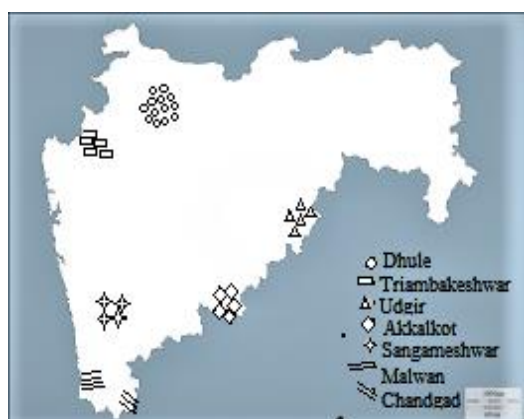 Dhule
Triambakeshwar
Udgir
Akkalkot
Sangameshwar
Malwan
Chandgad